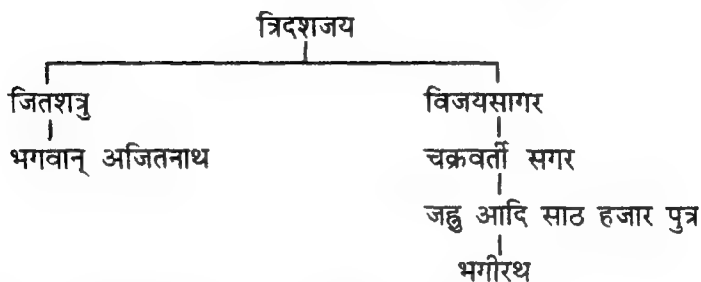 त्रिदशजय
जितशत्रु विजयसागर
भगवान् अजितनाथ चक्रवर्ती सगर
जह्नु आदि साठ हजार पुत्र
भगीरथ